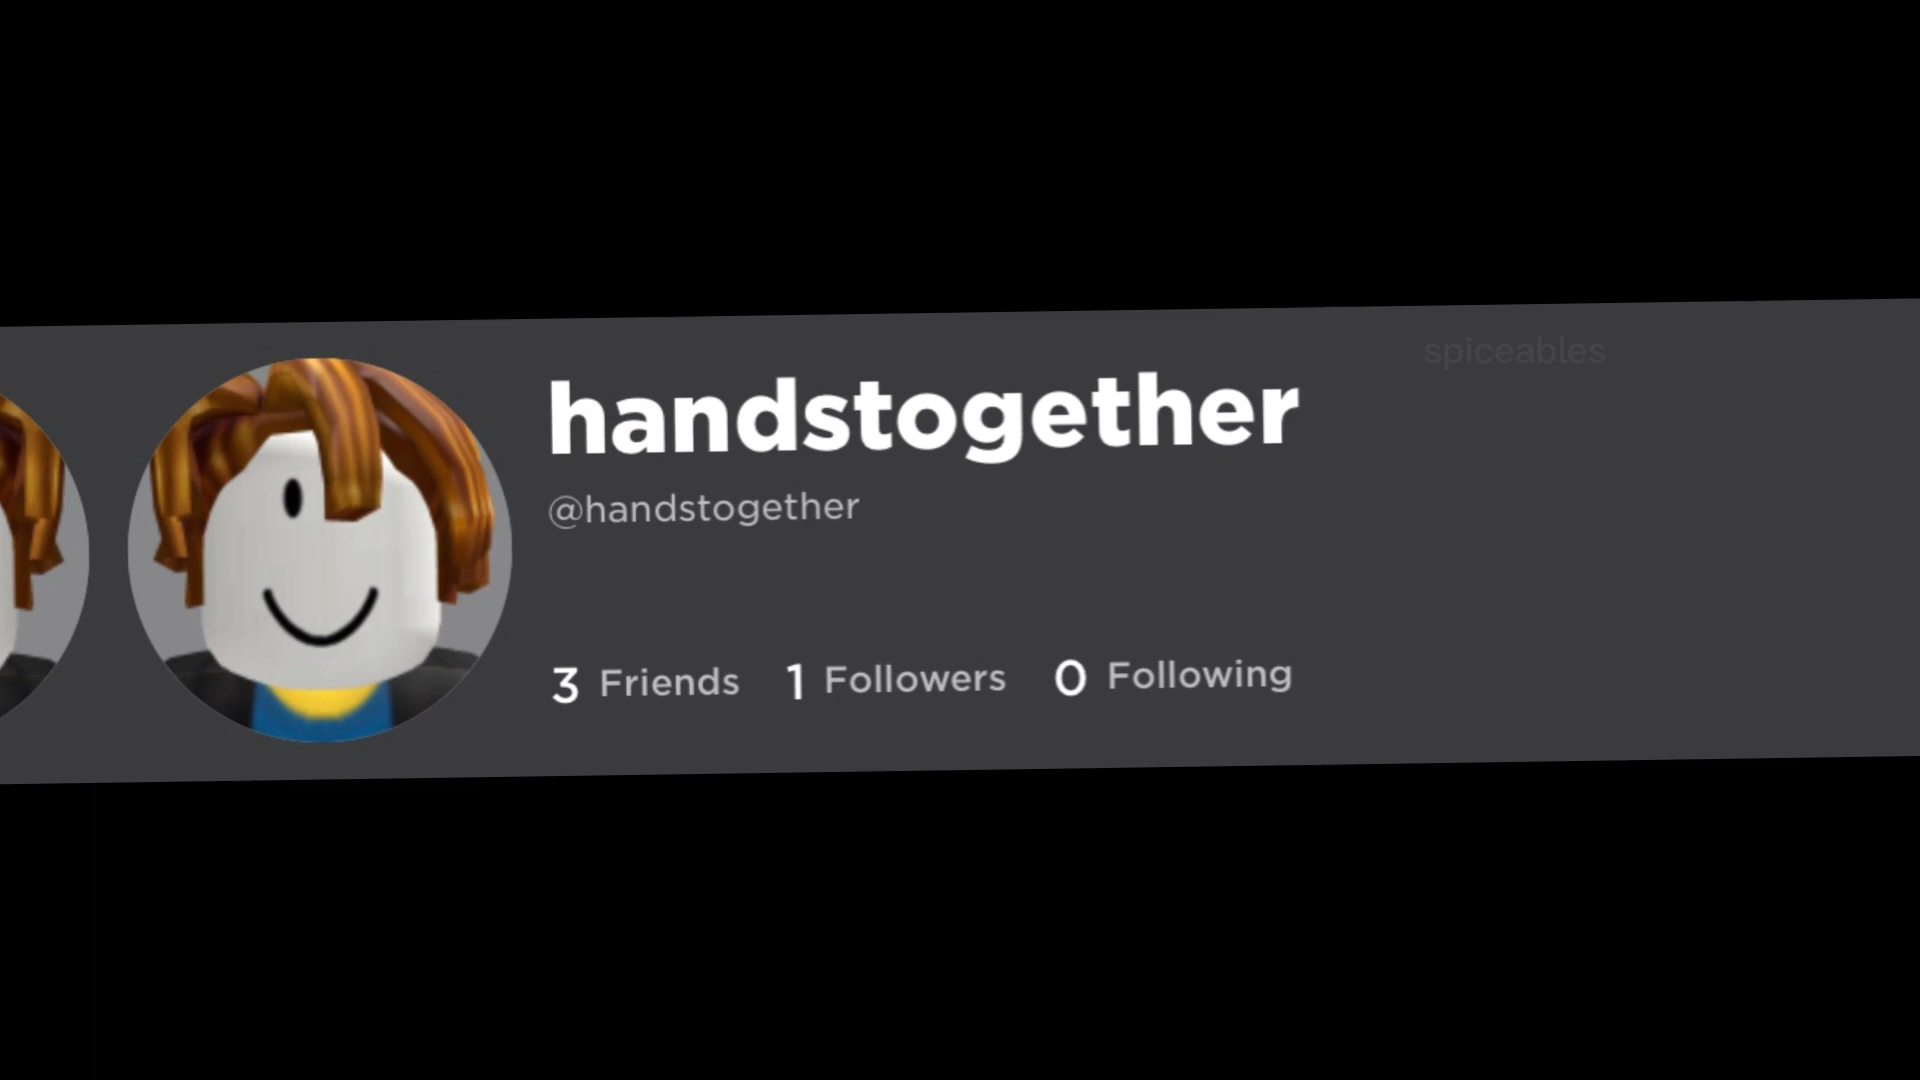 spiceables
handstogether
@handstogether
3 Friends 1 Followers 0 Following